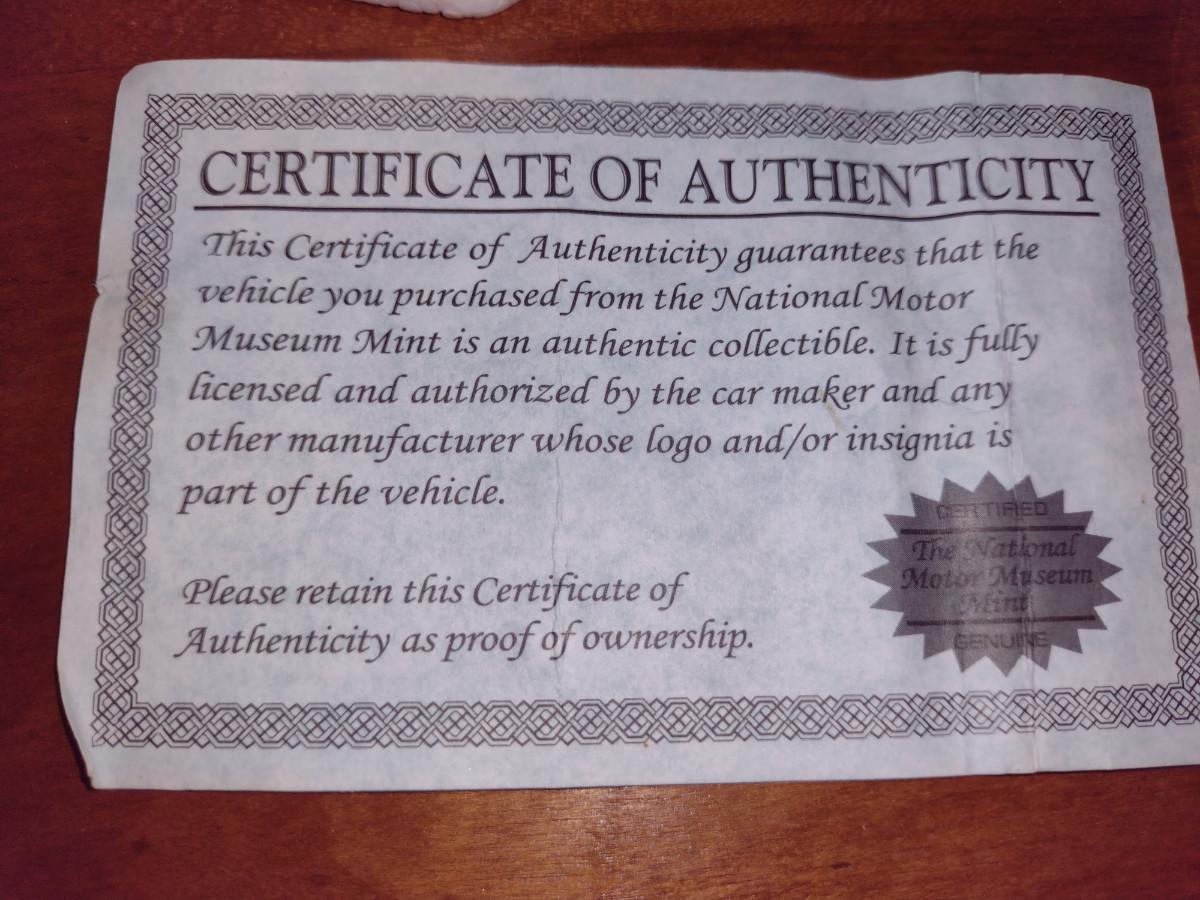 CERTIFICATE OF AUTHENTICITY
This Certificate of Authenticity guarantees that the
vehicle you purchased from the National Motor
Museum Mint is an authentic collectible. It is fully
licensed and authorized by the car maker and any
other manufacturer whose logo and/or insignia is
part of the vehicle.
Please retain this Certificate of
Authenticity as proof of ownership.
CERTIFIED
The National
Motor Museum
Mint
GENUINE